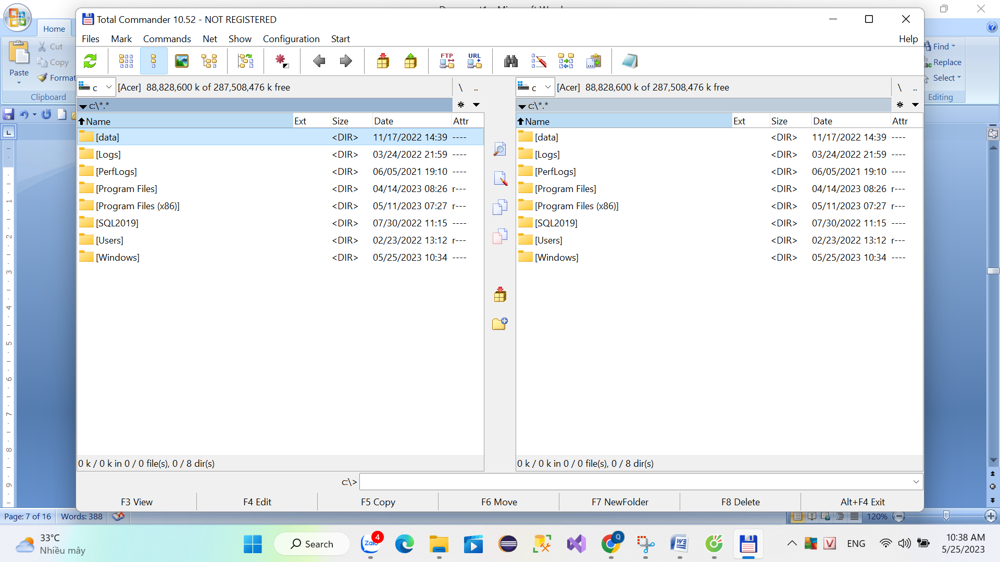 Total Commander 10.52 - NOT REGISTERED
Files Mark Commands Net Show Configuration Start Help
Home
Cut
Copy
Paste
Format
Clipboard
Find
Replace
Select
Editing
FTP URL
c [Acer] 88,828,600 k of 287,508,476 k free \ ..
c:\*.* *
Name Ext Size Date Attr
[data] <DIR> 11/17/2022 14:39 ----
[Logs] <DIR> 03/24/2022 21:59 ----
[PerfLogs] <DIR> 06/05/2021 19:10 ----
[Program Files] <DIR> 04/14/2023 08:26 r---
[Program Files (x86)] <DIR> 05/11/2023 07:27 r---
[SQL2019] <DIR> 07/30/2022 11:15 ----
[Users] <DIR> 02/23/2022 13:12 r---
[Windows] <DIR> 05/25/2023 10:34 ----
0 k / 0 k in 0 / 0 file(s), 0 / 8 dir(s)
c [Acer] 88,828,600 k of 287,508,476 k free \ ..
c:\*.* *
Name Ext Size Date Attr
[data] <DIR> 11/17/2022 14:39 ----
[Logs] <DIR> 03/24/2022 21:59 ----
[PerfLogs] <DIR> 06/05/2021 19:10 ----
[Program Files] <DIR> 04/14/2023 08:26 r---
[Program Files (x86)] <DIR> 05/11/2023 07:27 r---
[SQL2019] <DIR> 07/30/2022 11:15 ----
[Users] <DIR> 02/23/2022 13:12 r---
[Windows] <DIR> 05/25/2023 10:34 ----
0 k / 0 k in 0 / 0 file(s), 0 / 8 dir(s)
c:\>
F3 View F4 Edit F5 Copy F6 Move F7 NewFolder F8 Delete Alt+F4 Exit
1
2
3
4
5
6
7
8
9
Page: 7 of 16 Words: 388 120%
33°C
Nhiều mây
Search
Zalo 4
Q
ENG
10:38 AM
5/25/2023